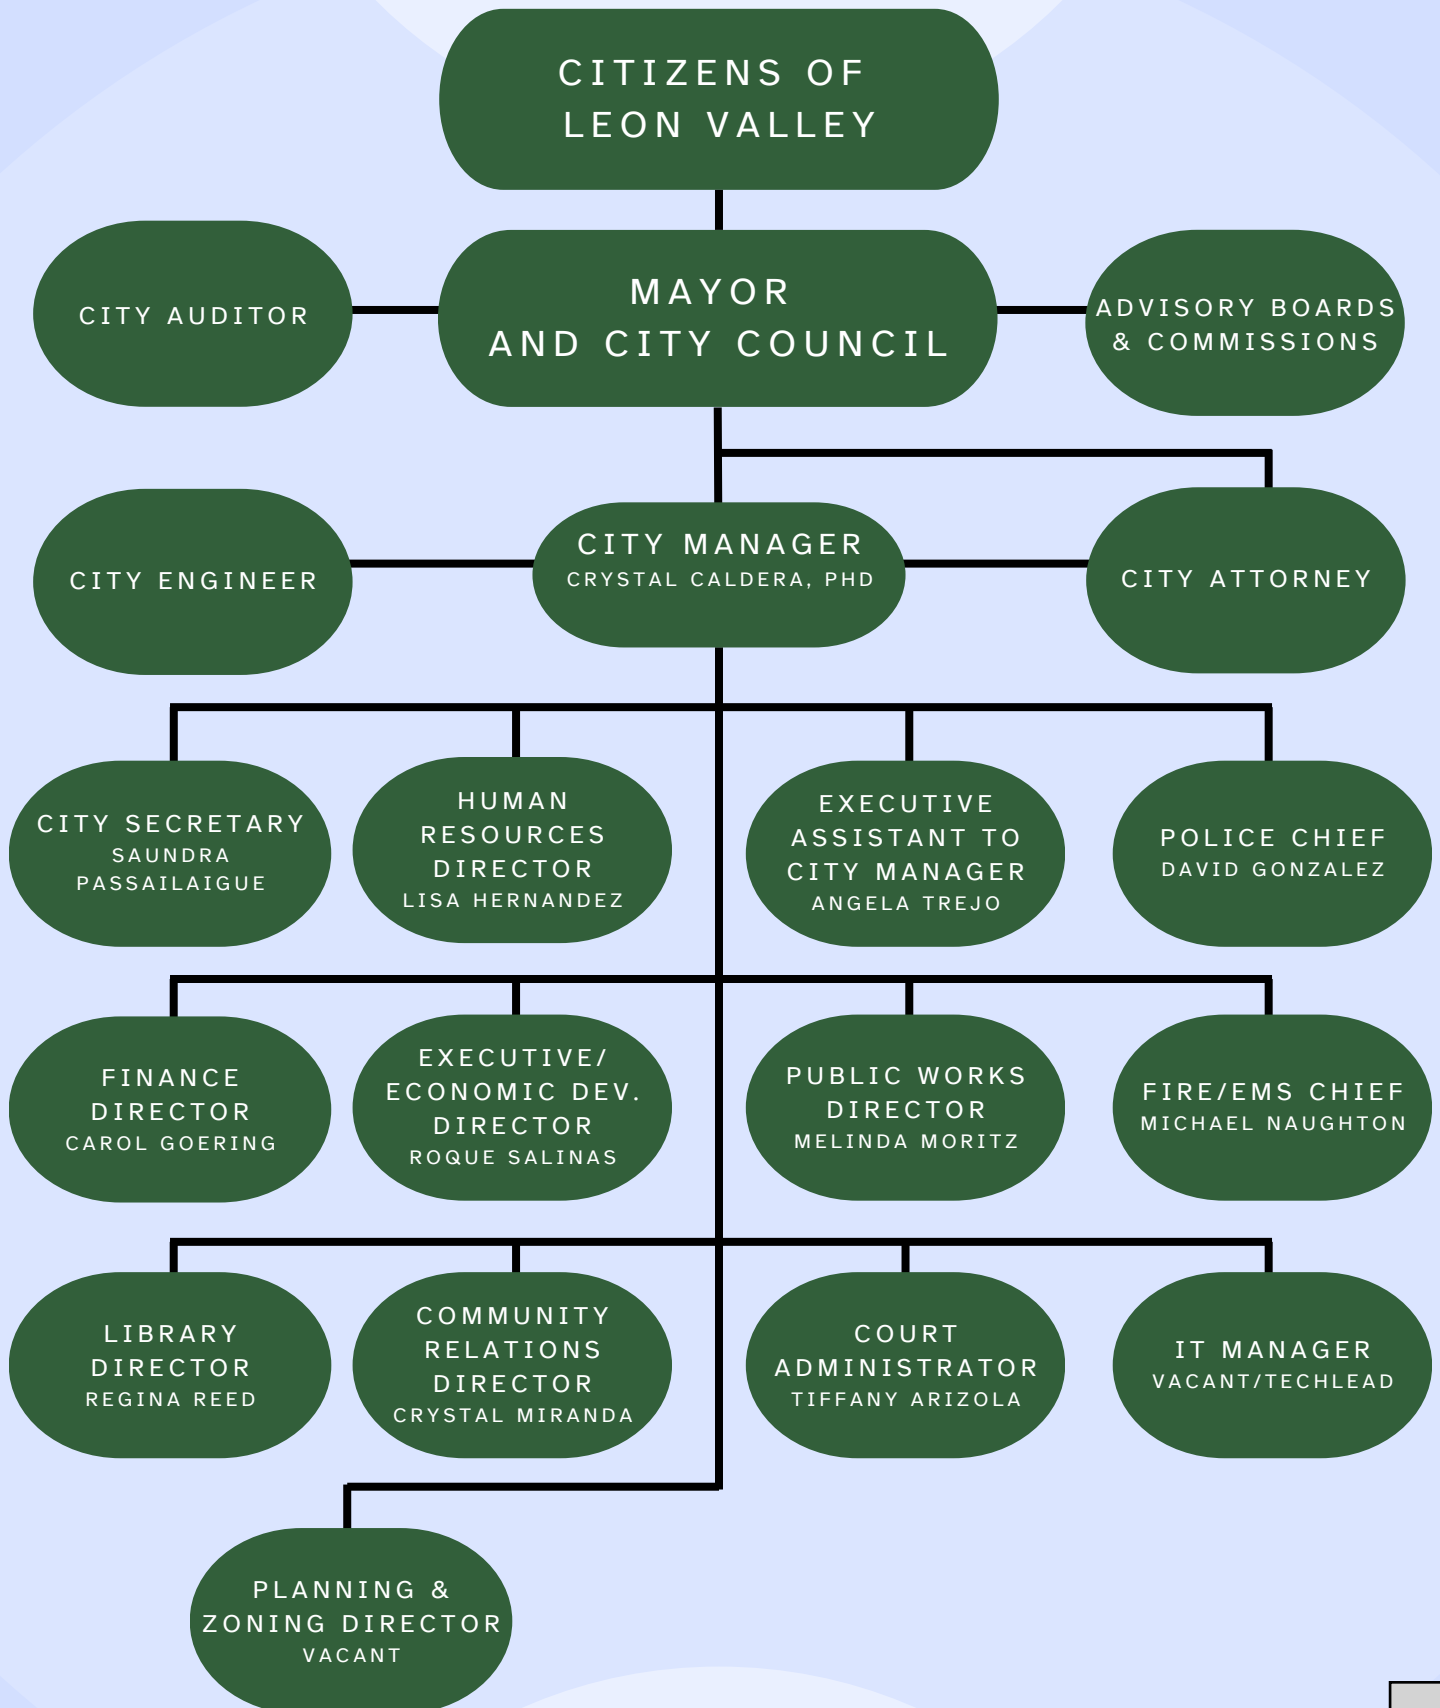 CITIZENS OF
LEON VALLEY
MAYOR
AND CITY COUNCIL
CITY AUDITOR
ADVISORY BOARDS
& COMMISSIONS
CITY ENGINEER
CITY MANAGER
CRYSTAL CALDERA, PHD
CITY ATTORNEY
CITY SECRETARY
SAUNDRA
PASSAILAIGUE
HUMAN
RESOURCES
DIRECTOR
LISA HERNANDEZ
EXECUTIVE
ASSISTANT TO
CITY MANAGER
ANGELA TREJO
POLICE CHIEF
DAVID GONZALEZ
FINANCE
DIRECTOR
CAROL GOERING
EXECUTIVE/
ECONOMIC DEV.
DIRECTOR
ROQUE SALINAS
PUBLIC WORKS
DIRECTOR
MELINDA MORITZ
FIRE/EMS CHIEF
MICHAEL NAUGHTON
LIBRARY
DIRECTOR
REGINA REED
COMMUNITY
RELATIONS
DIRECTOR
CRYSTAL MIRANDA
COURT
ADMINISTRATOR
TIFFANY ARIZOLA
IT MANAGER
VACANT/TECHLEAD
PLANNING &
ZONING DIRECTOR
VACANT